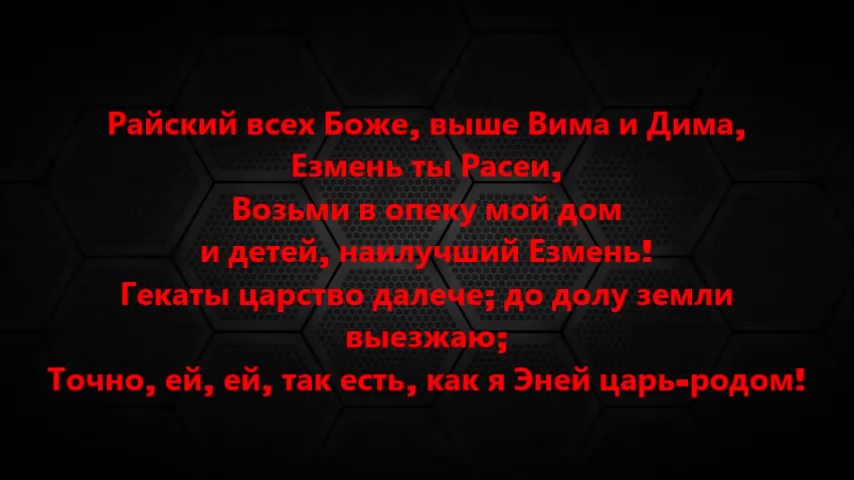 Райский всех Боже, выше Вима и Дима,
Езмень ты Расеи,
Возьми в опеку мой дом
и детей, наилучший Езмень!
Гекаты царство далече; до долу земли
выезжаю;
Точно, ей, ей, так есть, как я Эней царь-родом!